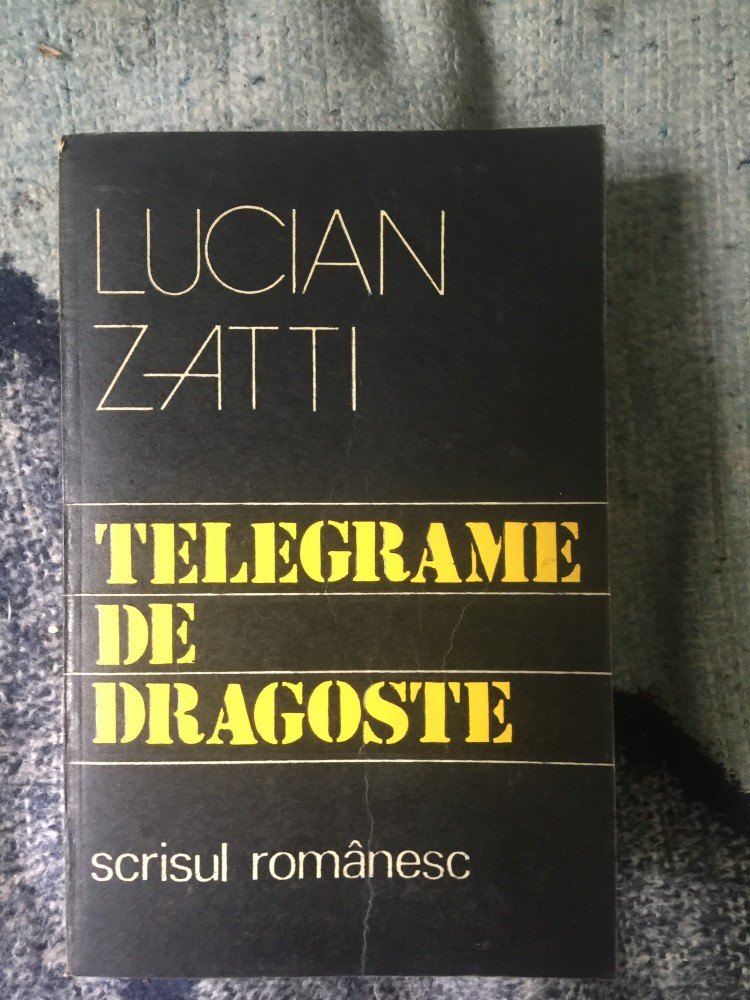 LUCIAN
ZATTI
TELEGRAME
DE
DRAGOSTE
scrisul românesc